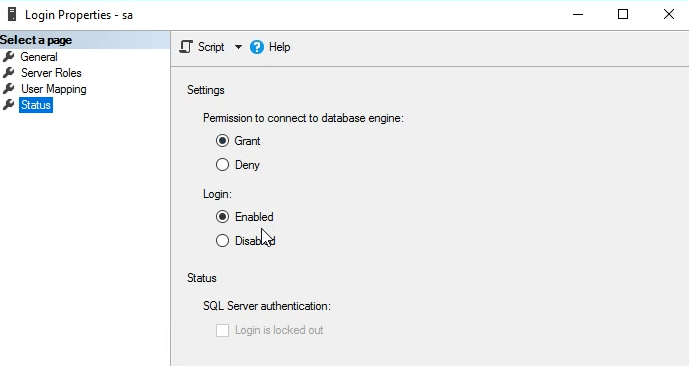 Login Properties - sa
Select a page
General
Server Roles
User Mapping
Status
Script
Help
Settings
Permission to connect to database engine:
Grant
Deny
Login:
Enabled
Disabled
Status
SQL Server authentication:
Login is locked out